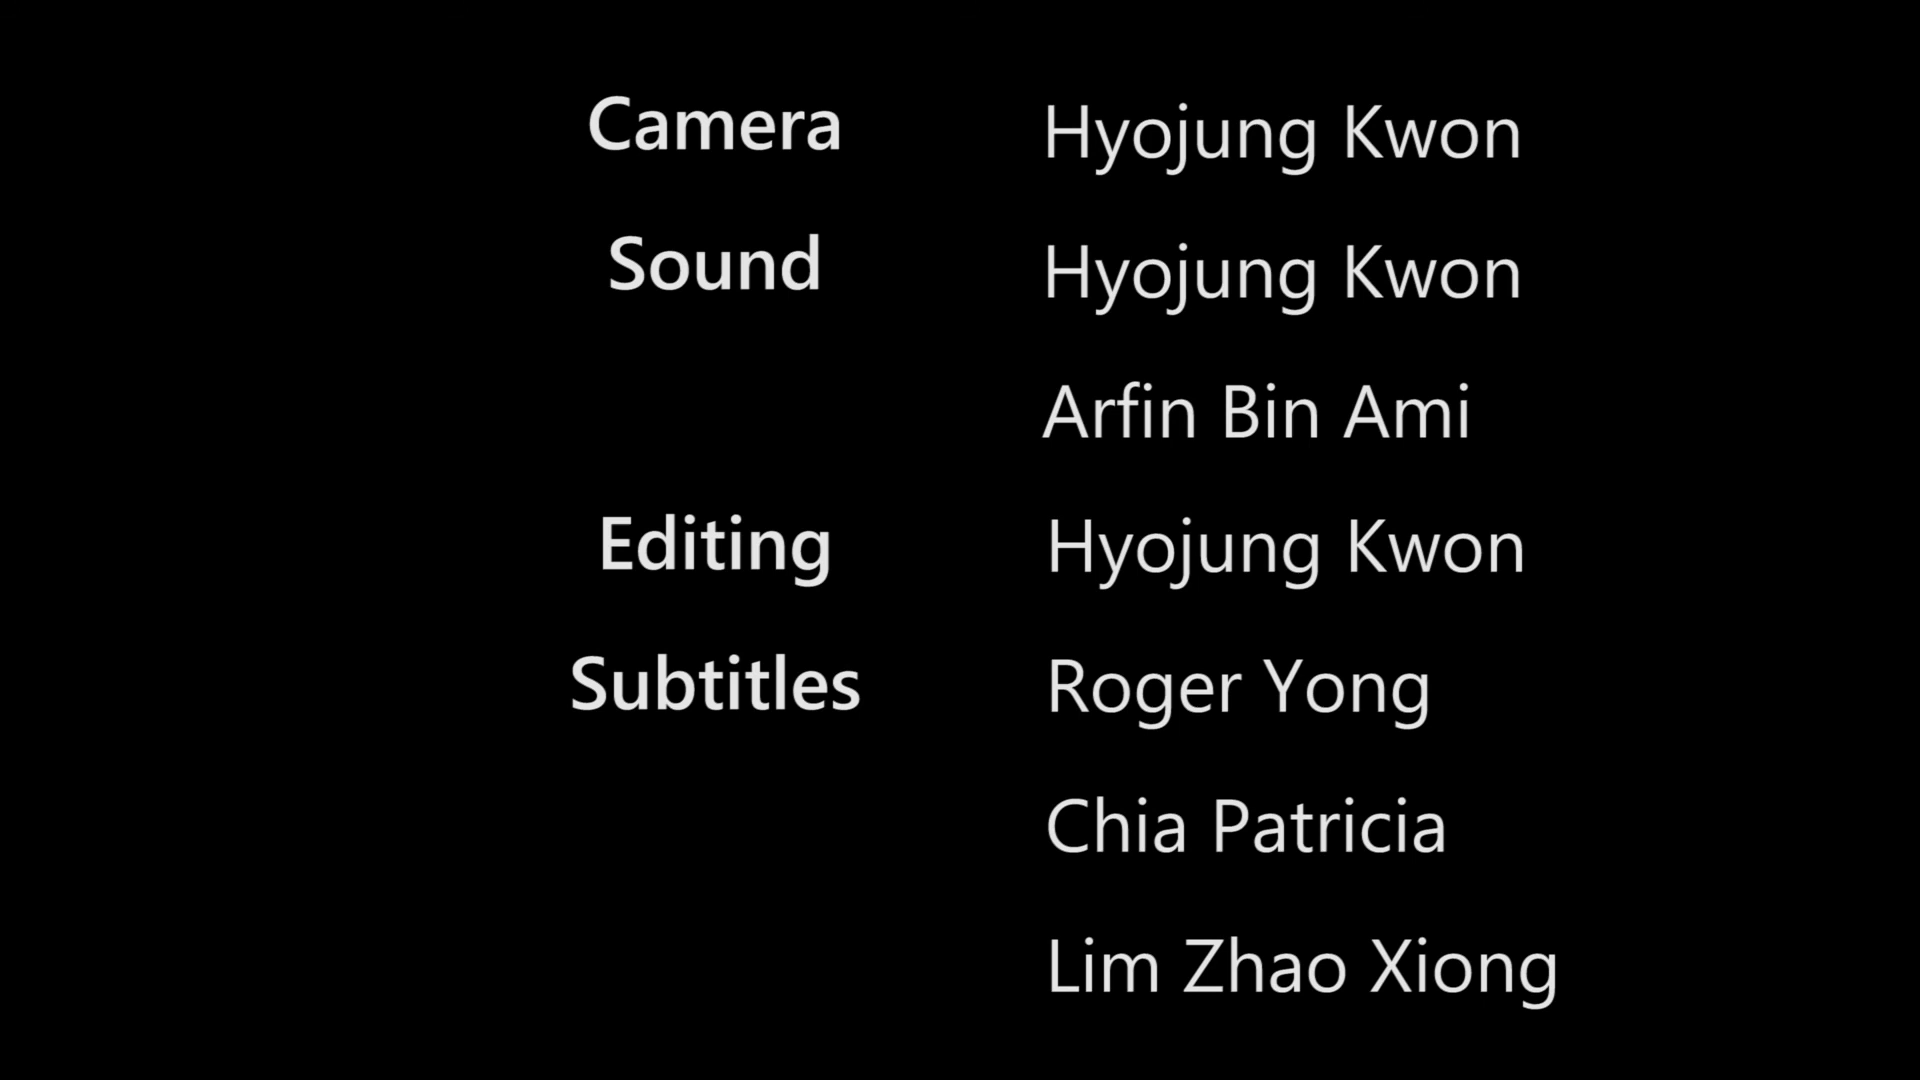 Camera Hyojung Kwon
Sound Hyojung Kwon
Arfin Bin Ami
Editing Hyojung Kwon
Subtitles Roger Yong
Chia Patricia
Lim Zhao Xiong